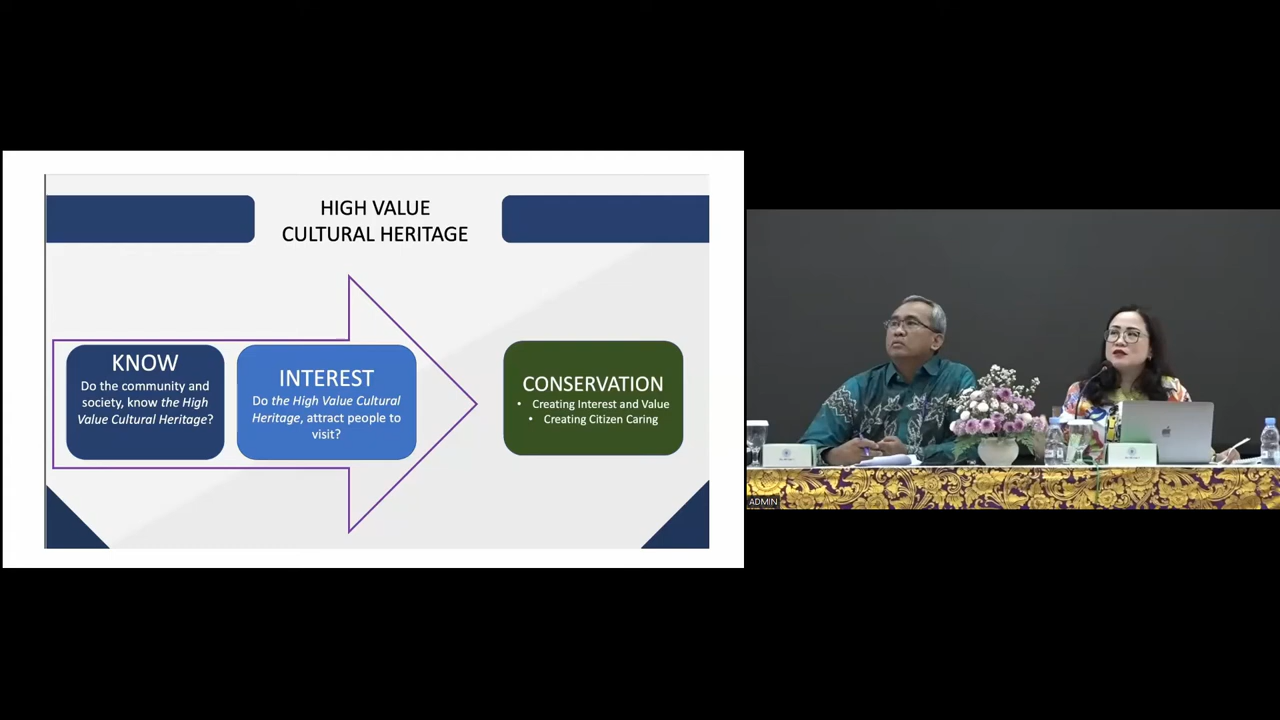 HIGH VALUE
CULTURAL HERITAGE
KNOW
Do the community and
society, know the High
Value Cultural Heritage?
INTEREST
Do the High Value Cultural
Heritage, attract people to
visit?
CONSERVATION
• Creating Interest and Value
• Creating Citizen Caring
ADMIN